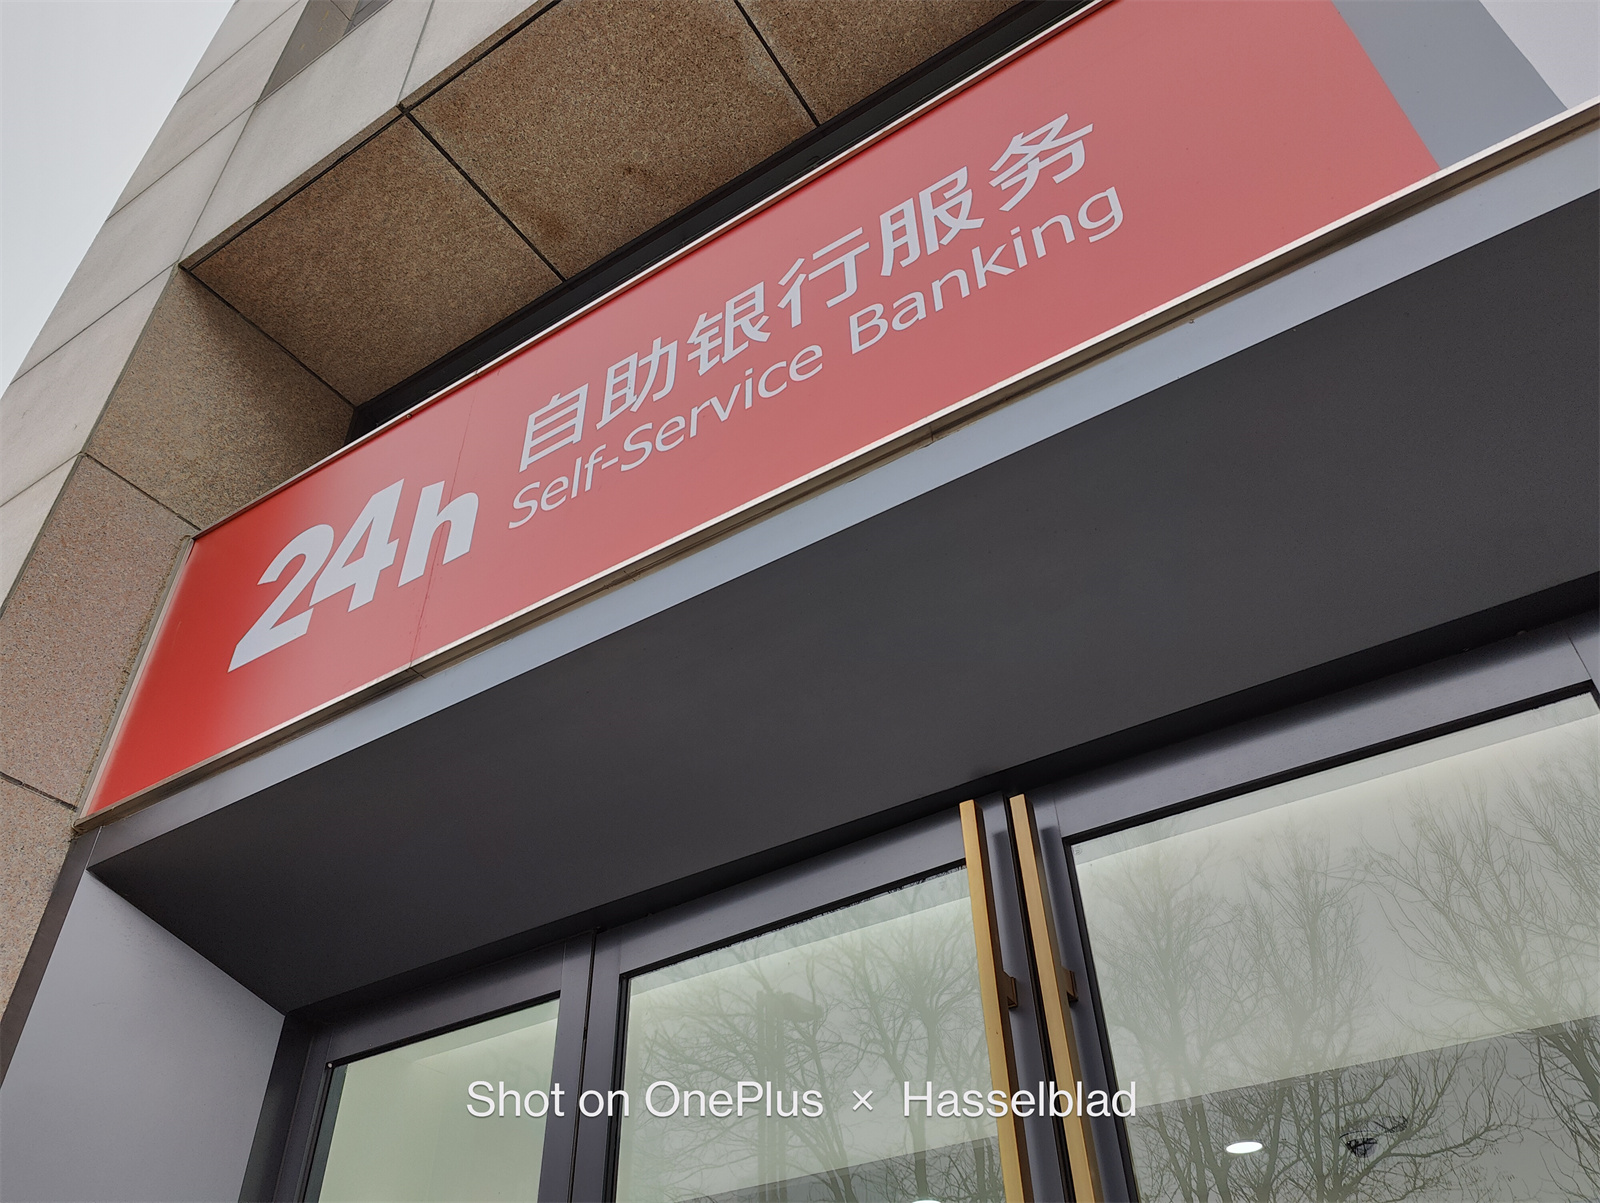 24h
自助银行服务
Self-Service Banking
Shot on OnePlus × Hasselblad